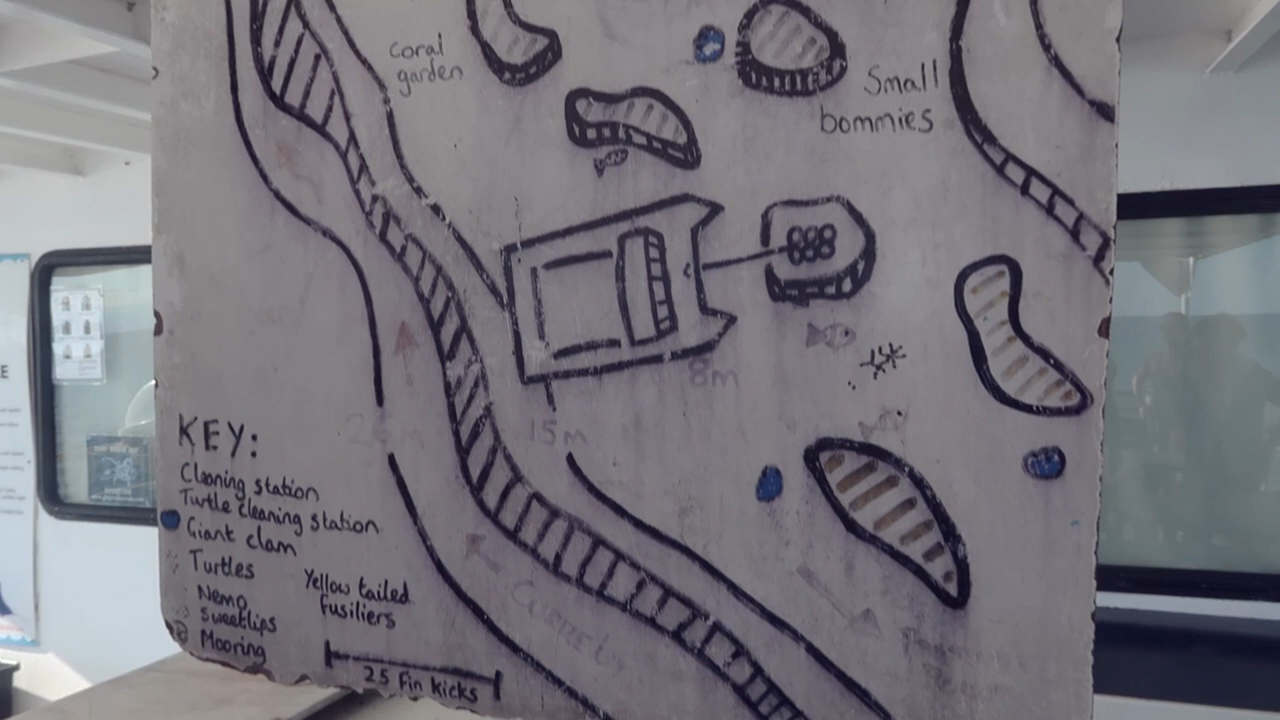 coral
garden
Small
bommies
8m
15m
KEY:
Cleaning station
Turtle cleaning station
Giant clam
Turtles
Nemo
Sweetlips
Mooring
Yellow tailed
fusiliers
25 Fin Kicks